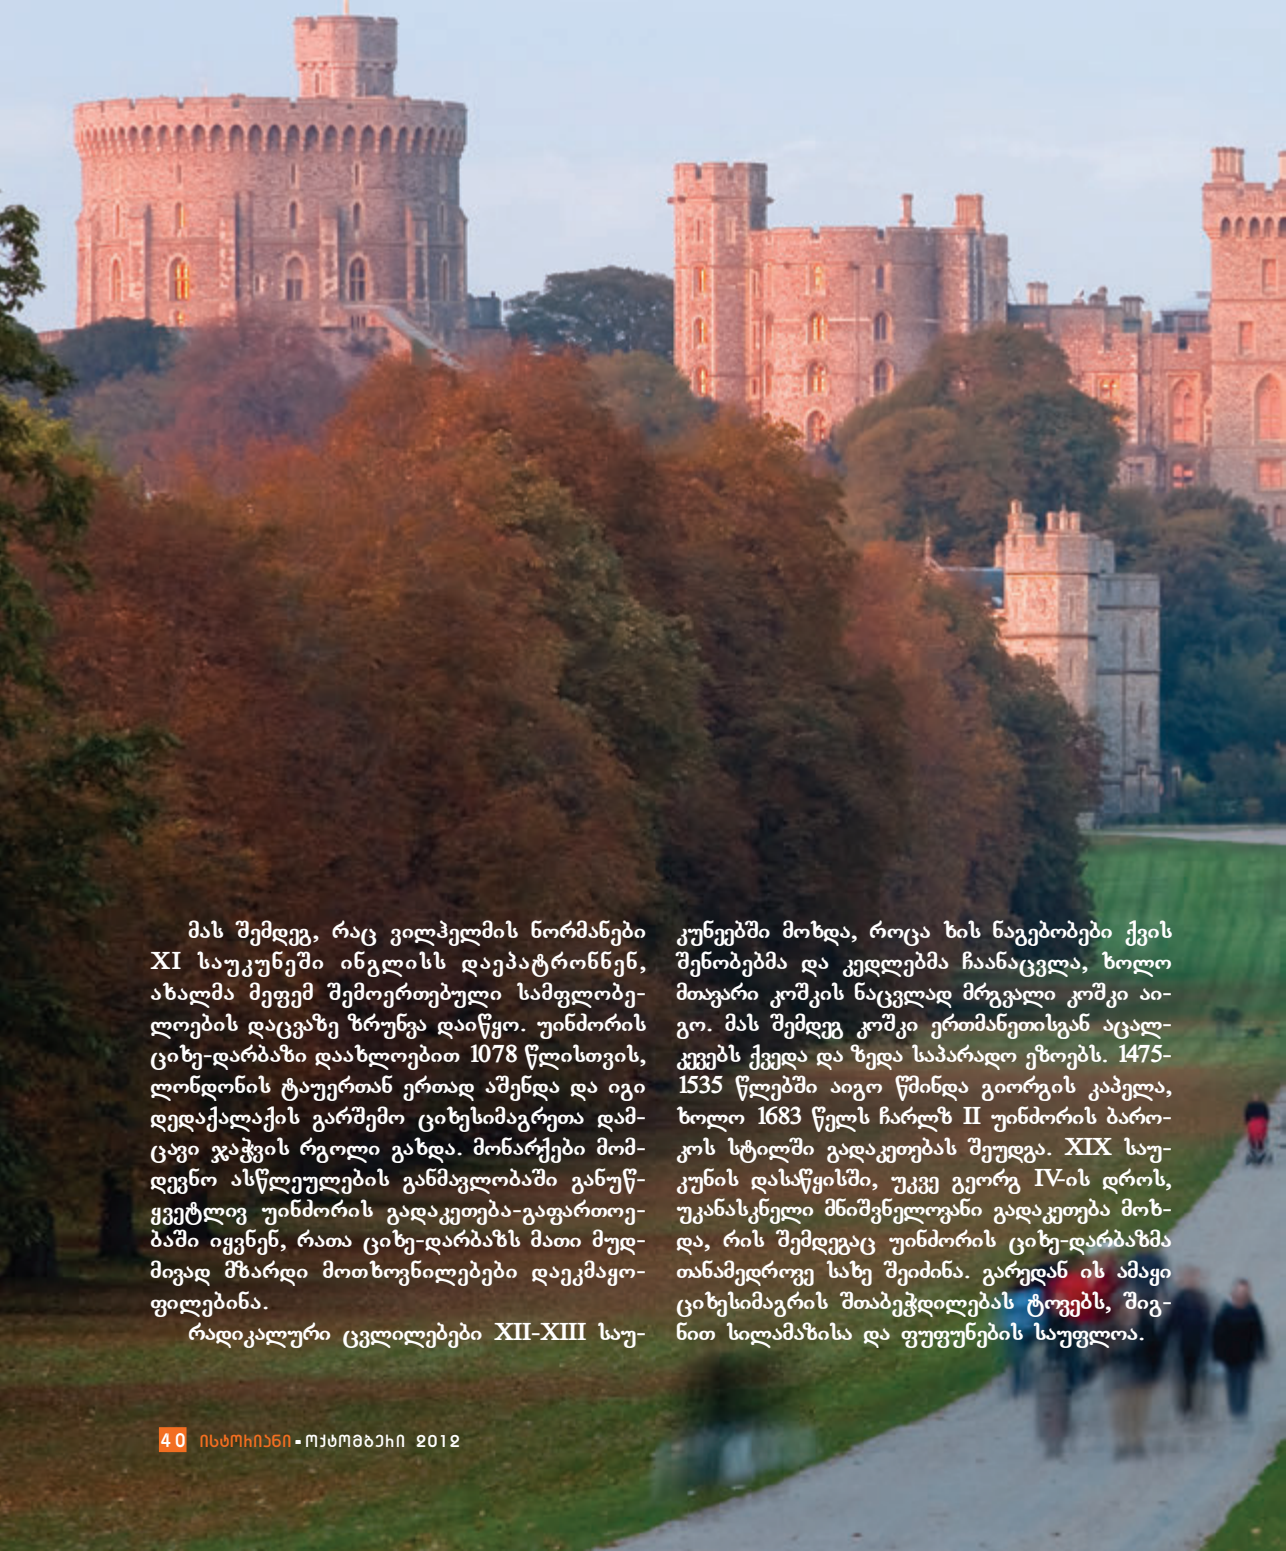 მას შემდეგ, რაც ვილჰელმის ნორმანები
XI საუკუნეში ინგლისს დაეპატრონნენ,
ახალმა მეფემ შემოერთებული სამფლობე-
ლოების დაცვაზე ზრუნვა დაიწყო. უინძორის
ციხე-დარბაზი დაახლოებით 1078 წლისთვის,
ლონდონის ტაუერთან ერთად აშენდა და იგი
დედაქალაქის გარშემო ციხესიმაგრეთა დამ-
ცავი ჯაჭვის რგოლი გახდა. მონარქები მომ-
დევნო ასწლეულების განმავლობაში განუწ-
ყვეტლივ უინძორის გადაკეთება-გაფართოე-
ბაში იყვნენ, რათა ციხე-დარბაზს მათი მუდ-
მივად მზარდი მოთხოვნილებები დაეკმაყო-
ფილებინა.
რადიკალური ცვლილებები XII-XIII საუ-
კუნეებში მოხდა, როცა ხის ნაგებობები ქვის
შენობებმა და კედლებმა ჩაანაცვლა, ხოლო
მთავარი კოშკის ნაცვლად მრგვალი კოშკი აი-
გო. მას შემდეგ კოშკი ერთმანეთისგან აცალ-
კევებს ქვედა და ზედა საპარადო ეზოებს. 1475-
1535 წლებში აიგო წმინდა გიორგის კაპელა,
ხოლო 1683 წელს ჩარლზ II უინძორის ბარო-
კოს სტილში გადაკეთებას შეუდგა. XIX საუ-
კუნის დასაწყისში, უკვე გეორგ IV-ის დროს,
უკანასკნელი მნიშვნელოვანი გადაკეთება მოხ-
და, რის შემდეგაც უინძორის ციხე-დარბაზმა
თანამედროვე სახე შეიძინა. გარედან ის ამაყი
ციხესიმაგრის შთაბეჭდილებას ტოვებს, შიგ-
ნით სილამაზისა და ფუფუნების საუფლოა.
40 ისტორიანი ▪ ოქტომბერი 2012